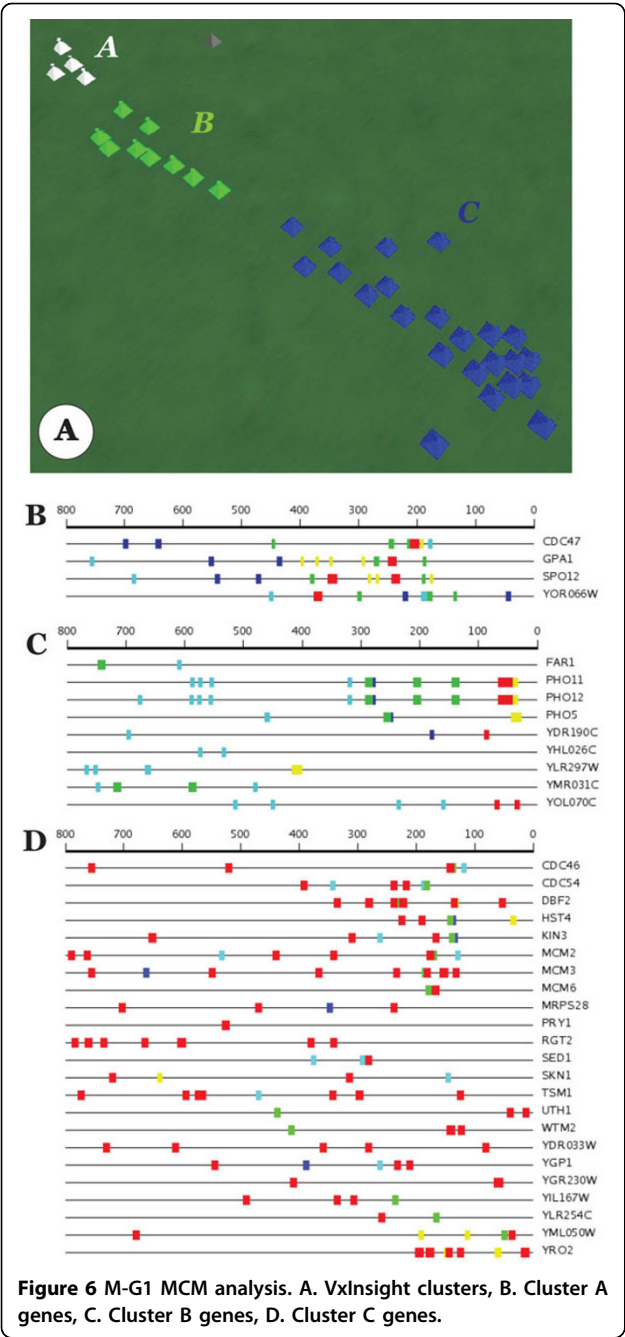 A
B
C
A
B
800 700 600 500 400 300 200 100 0
CDC47
GPA1
SPO12
YOR066W
C
800 700 600 500 400 300 200 100 0
FAR1
PHO11
PHO12
PHO5
YDR190C
YHL026C
YLR297W
YMR031C
YOL070C
D
800 700 600 500 400 300 200 100 0
CDC46
CDC54
DBF2
HST4
KIN3
MCM2
MCM3
MCM6
MRPS28
PRY1
RGT2
SED1
SKN1
TSM1
UTH1
WTM2
YDR033W
YGP1
YGR230W
YIL167W
YLR254C
YML050W
YRO2
Figure 6 M-G1 MCM analysis. A. VxInsight clusters, B. Cluster A
genes, C. Cluster B genes, D. Cluster C genes.